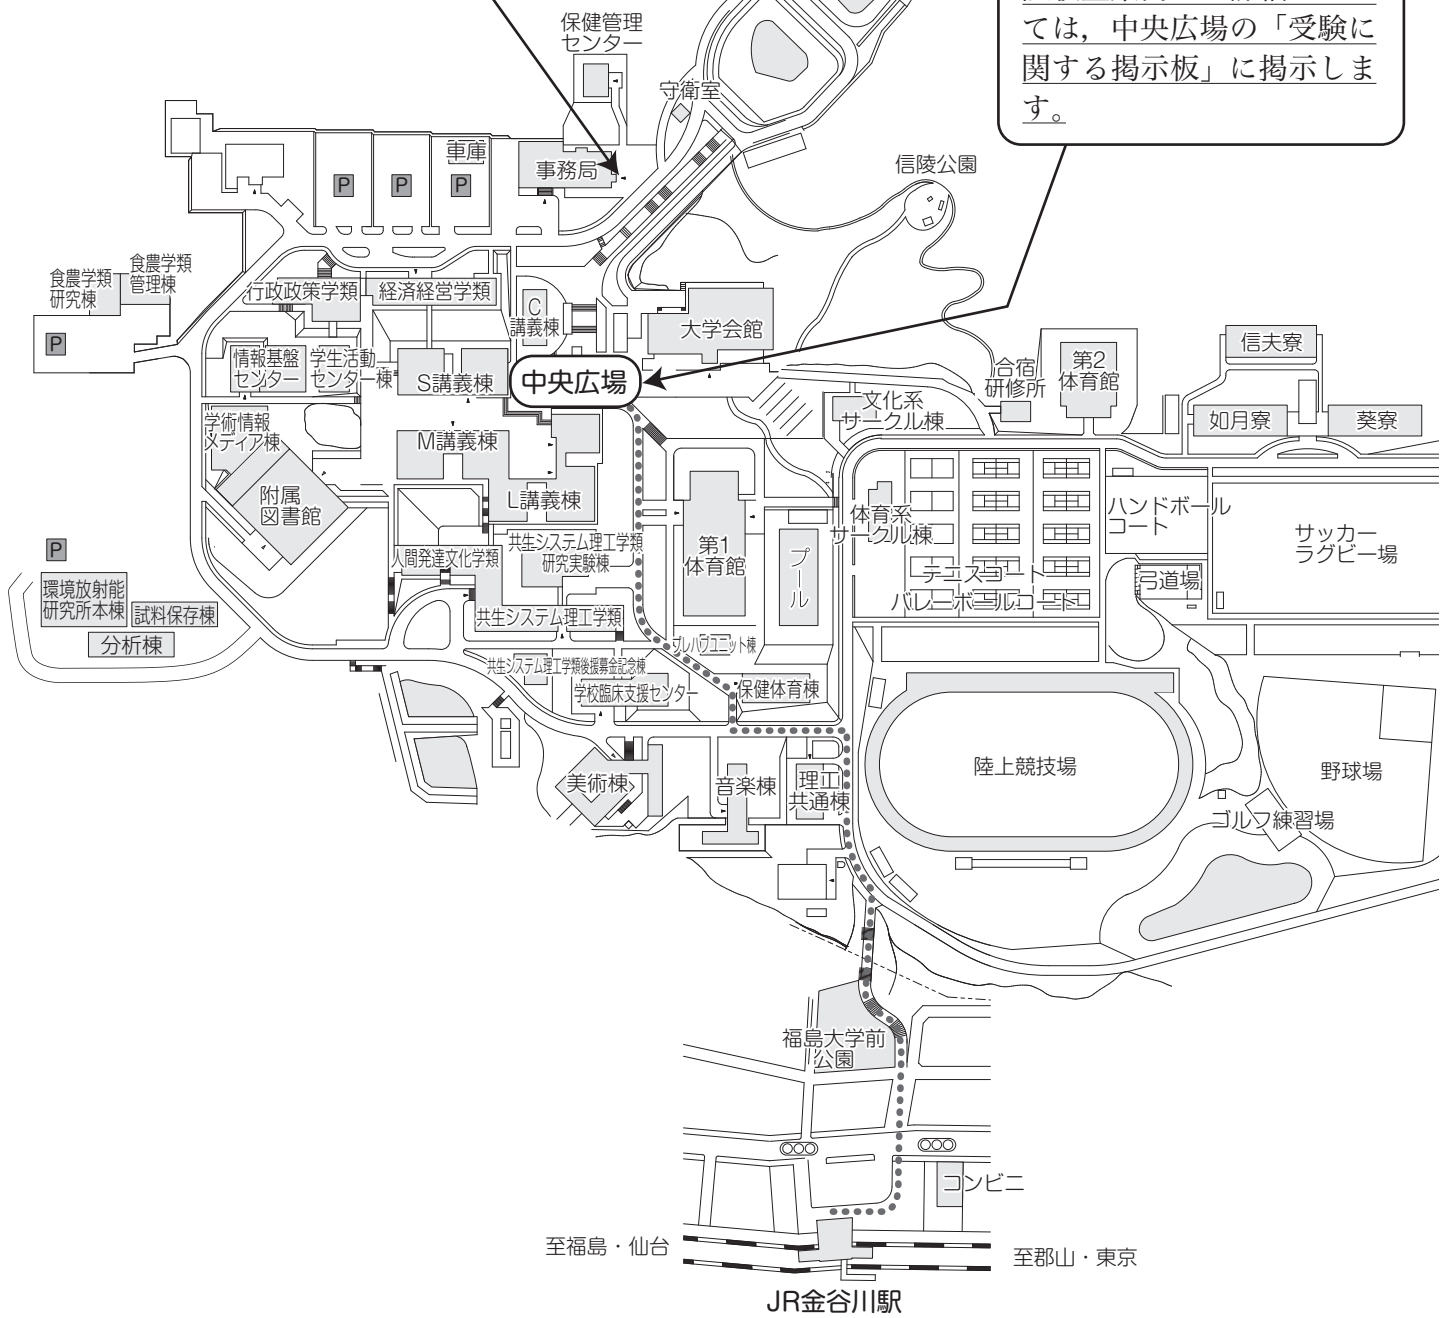 ては，中央広場の「受験に
関する掲示板」に掲示しま
す。
保健管理
センター
守衛室
車庫
事務局
P
P
P
信陵公園
食農学類
研究棟
食農学類
管理棟
P
行政政策学類
経済経営学類
C
講義棟
大学会館
情報基盤
センター
学生活動
センター棟
S講義棟
中央広場
合宿
研修所
第2
体育館
信夫寮
如月寮
葵寮
文化系
サークル棟
学術情報
メディア棟
M講義棟
附属
図書館
L講義棟
体育系
サークル棟
ハンドボール
コート
サッカー
ラグビー場
P
人間発達文化学類
共生システム理工学類
研究実験棟
第1
体育館
プール
テニスコート
バレーボールコート
弓道場
環境放射能
研究所本棟
試料保存棟
分析棟
共生システム理工学類
プレハブユニット棟
共生システム理工学類後援募金記念棟
学校臨床支援センター
保健体育棟
美術棟
音楽棟
理工
共通棟
陸上競技場
野球場
ゴルフ練習場
福島大学前
公園
コンビニ
至福島・仙台
至郡山・東京
JR金谷川駅